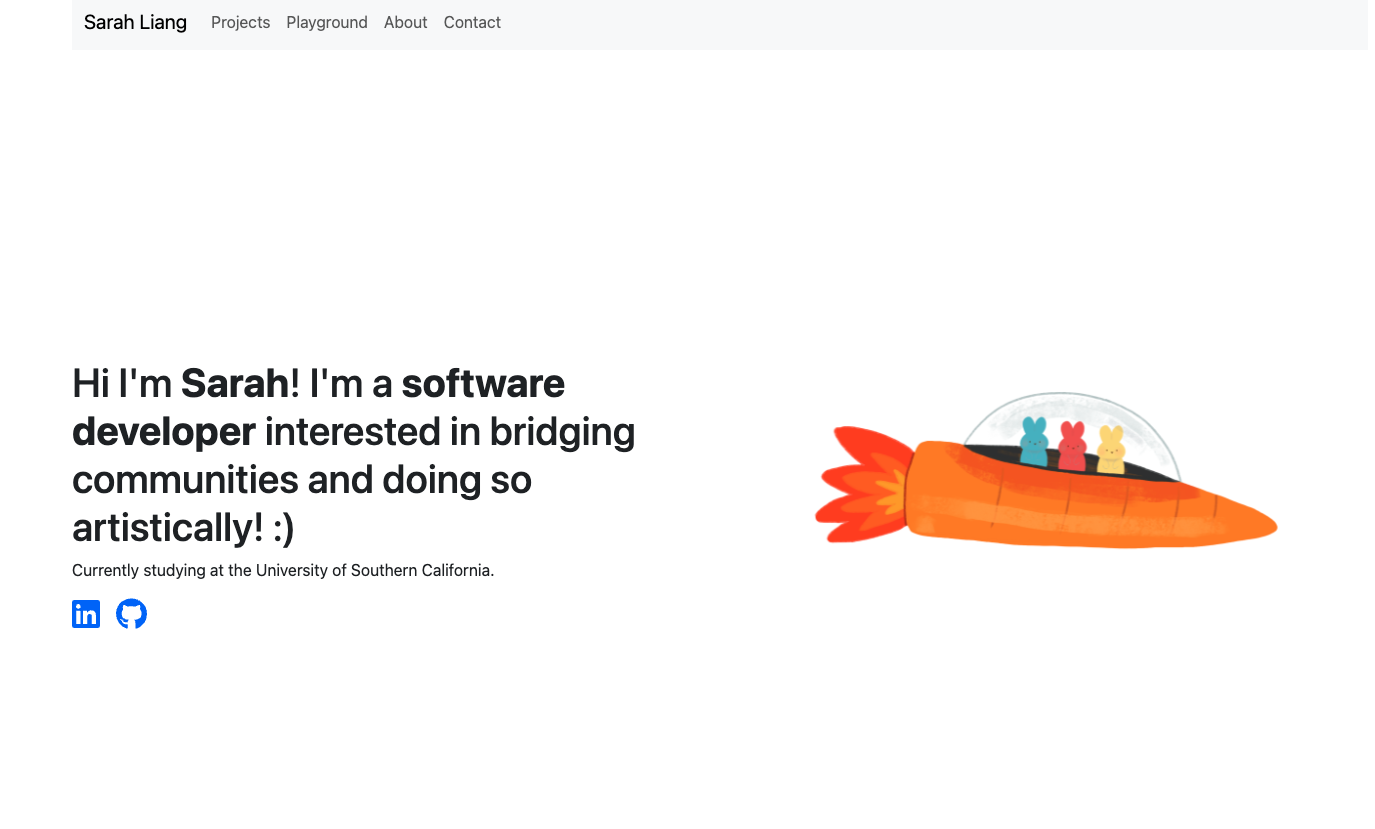 Sarah Liang Projects Playground About Contact
Hi I'm Sarah! I'm a software
developer interested in bridging
communities and doing so
artistically! :)
Currently studying at the University of Southern California.
in